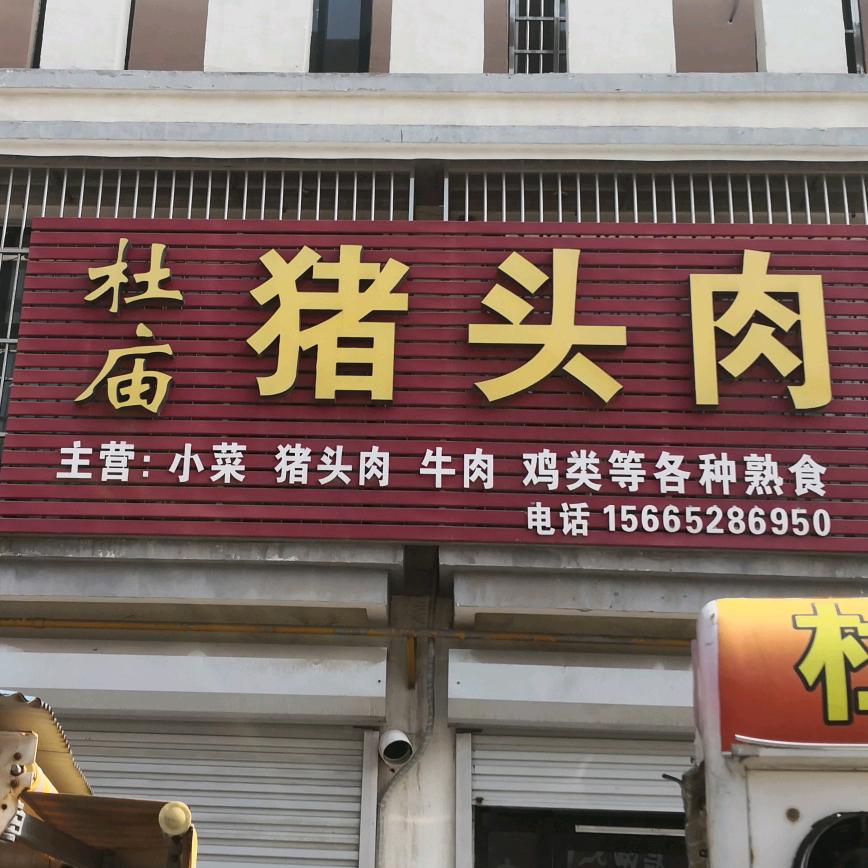 杜庙 猪头肉
主营：小菜 猪头肉 牛肉 鸡类等各种熟食
电话 15665286950